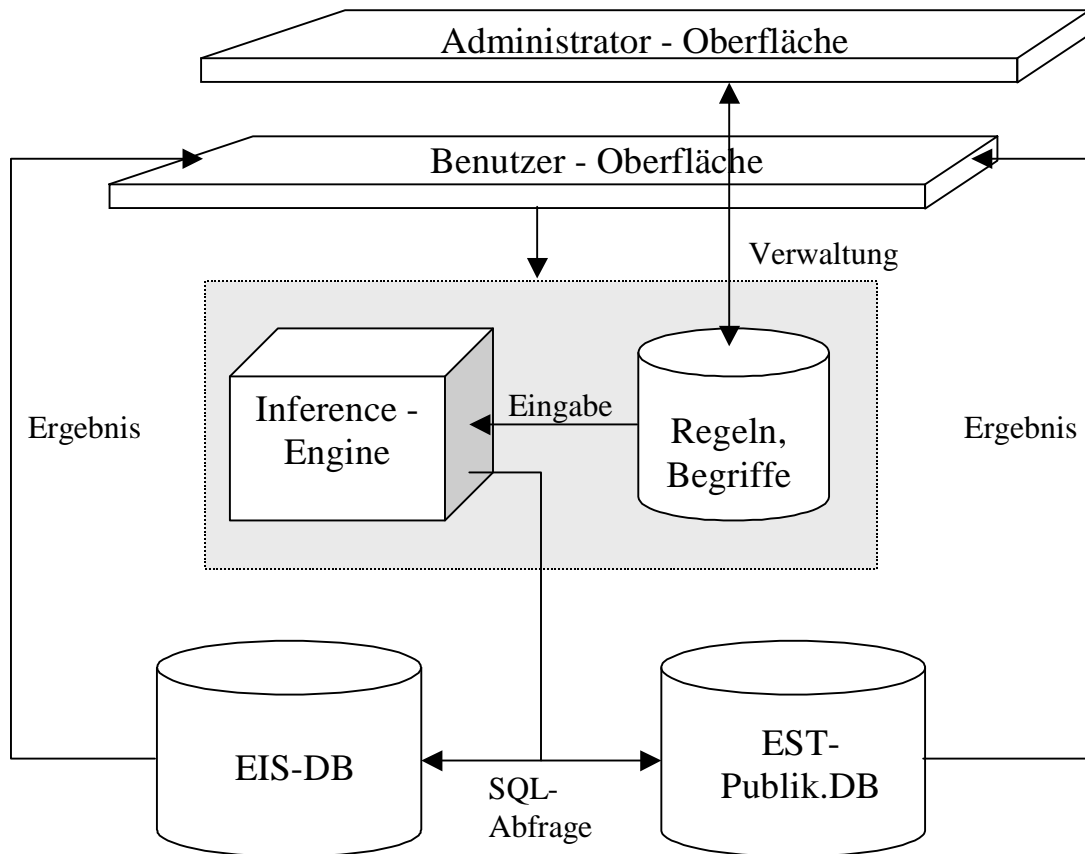 Administrator - Oberfläche
Benutzer - Oberfläche
Verwaltung
Inference -
Engine
Eingabe
Regeln,
Begriffe
Ergebnis
Ergebnis
EIS-DB
SQL-
Abfrage
EST-
Publik.DB